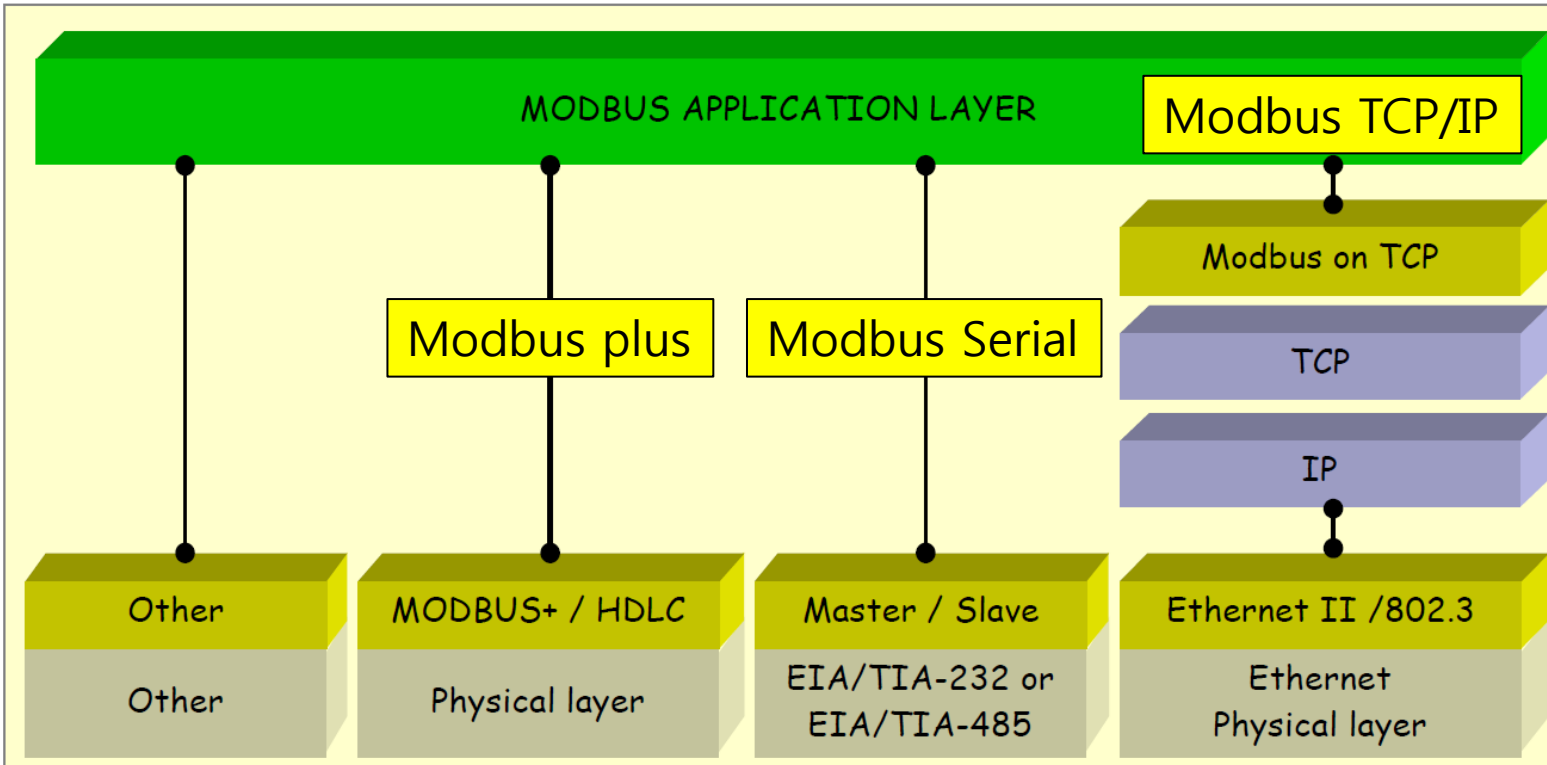 MODBUS APPLICATION LAYER
Modbus TCP/IP
Modbus on TCP
Modbus plus
Modbus Serial
TCP
IP
Other
MODBUS+ / HDLC
Master / Slave
Ethernet II /802.3
Other
Physical layer
EIA/TIA-232 or
EIA/TIA-485
Ethernet
Physical layer